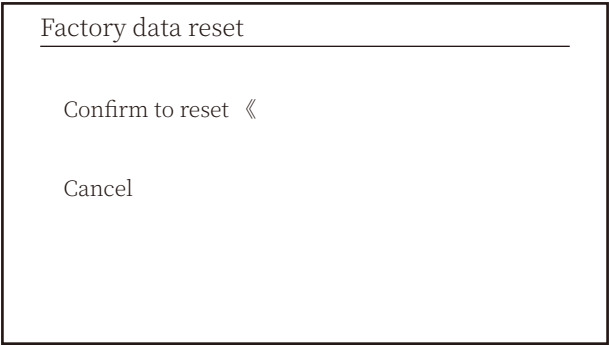 Factory data reset
Confirm to reset 《
Cancel